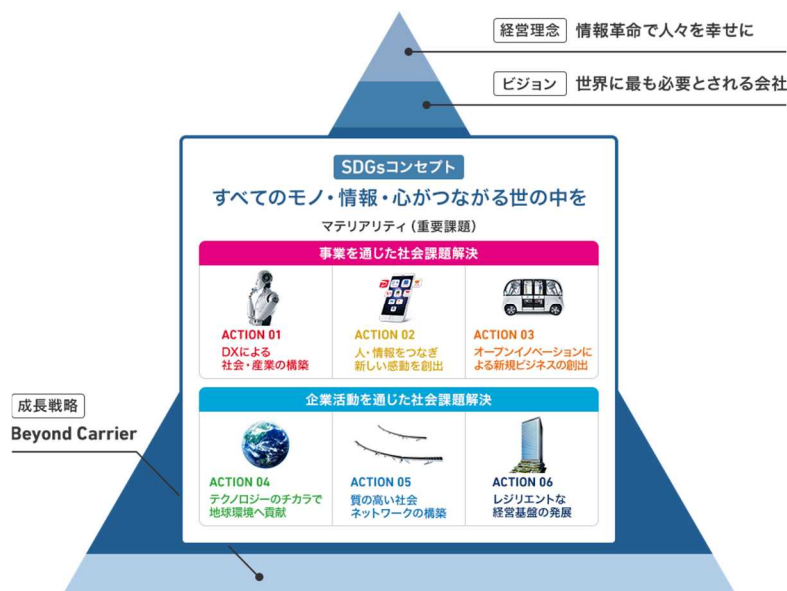 経営理念 情報革命で人々を幸せに
ビジョン 世界に最も必要とされる会社
SDGsコンセプト
すべてのモノ・情報・心がつながる世の中を
マテリアリティ（重要課題）
事業を通じた社会課題解決
ACTION 01
DXによる
社会・産業の構築
ACTION 02
人・情報をつなぎ
新しい感動を創出
ACTION 03
オープンイノベーションに
よる新規ビジネスの創出
成長戦略
Beyond Carrier
企業活動を通じた社会課題解決
ACTION 04
テクノロジーのチカラで
地球環境へ貢献
ACTION 05
質の高い社会
ネットワークの構築
ACTION 06
レジリエントな
経営基盤の発展